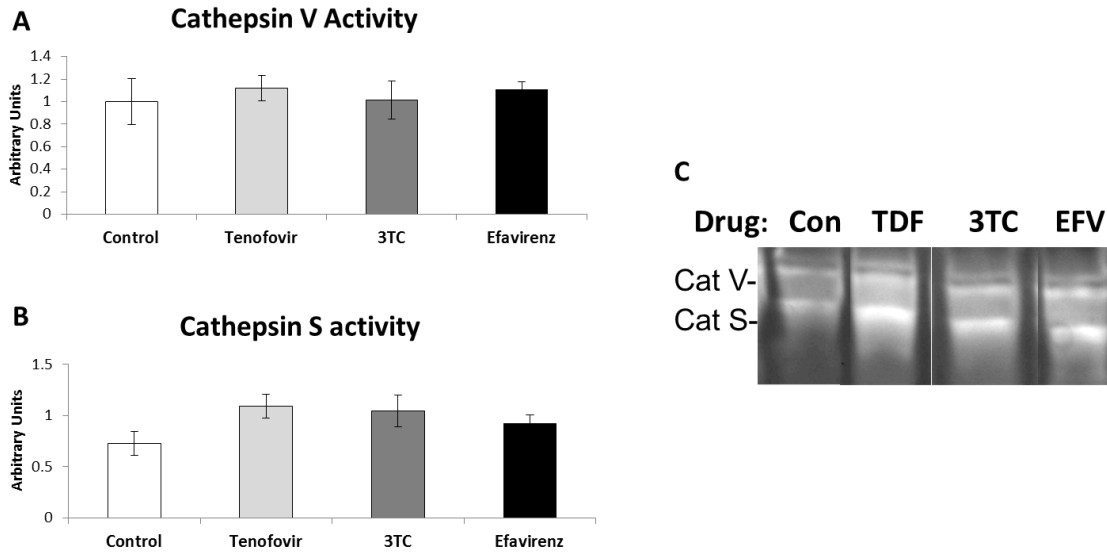 A
Cathepsin V Activity
1.4
1.2
1
0.8
0.6
0.4
0.2
0
Arbitrary Units
Control Tenofovir 3TC Efavirenz
B
Cathepsin S activity
1.5
1
0.5
0
Arbitrary Units
Control Tenofovir 3TC Efavirenz
C
Drug: Con TDF 3TC EFV
Cat V-
Cat S-